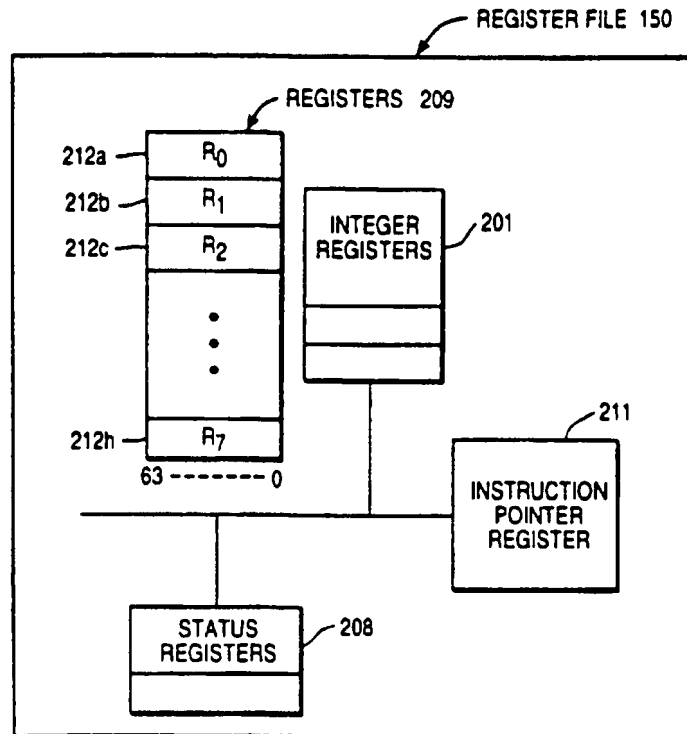 REGISTER FILE 150
REGISTERS 209
212a
R0
212b
R1
212c
R2
INTEGER
REGISTERS
201
212h
R7
63 -------- 0
211
INSTRUCTION
POINTER
REGISTER
STATUS
REGISTERS
208